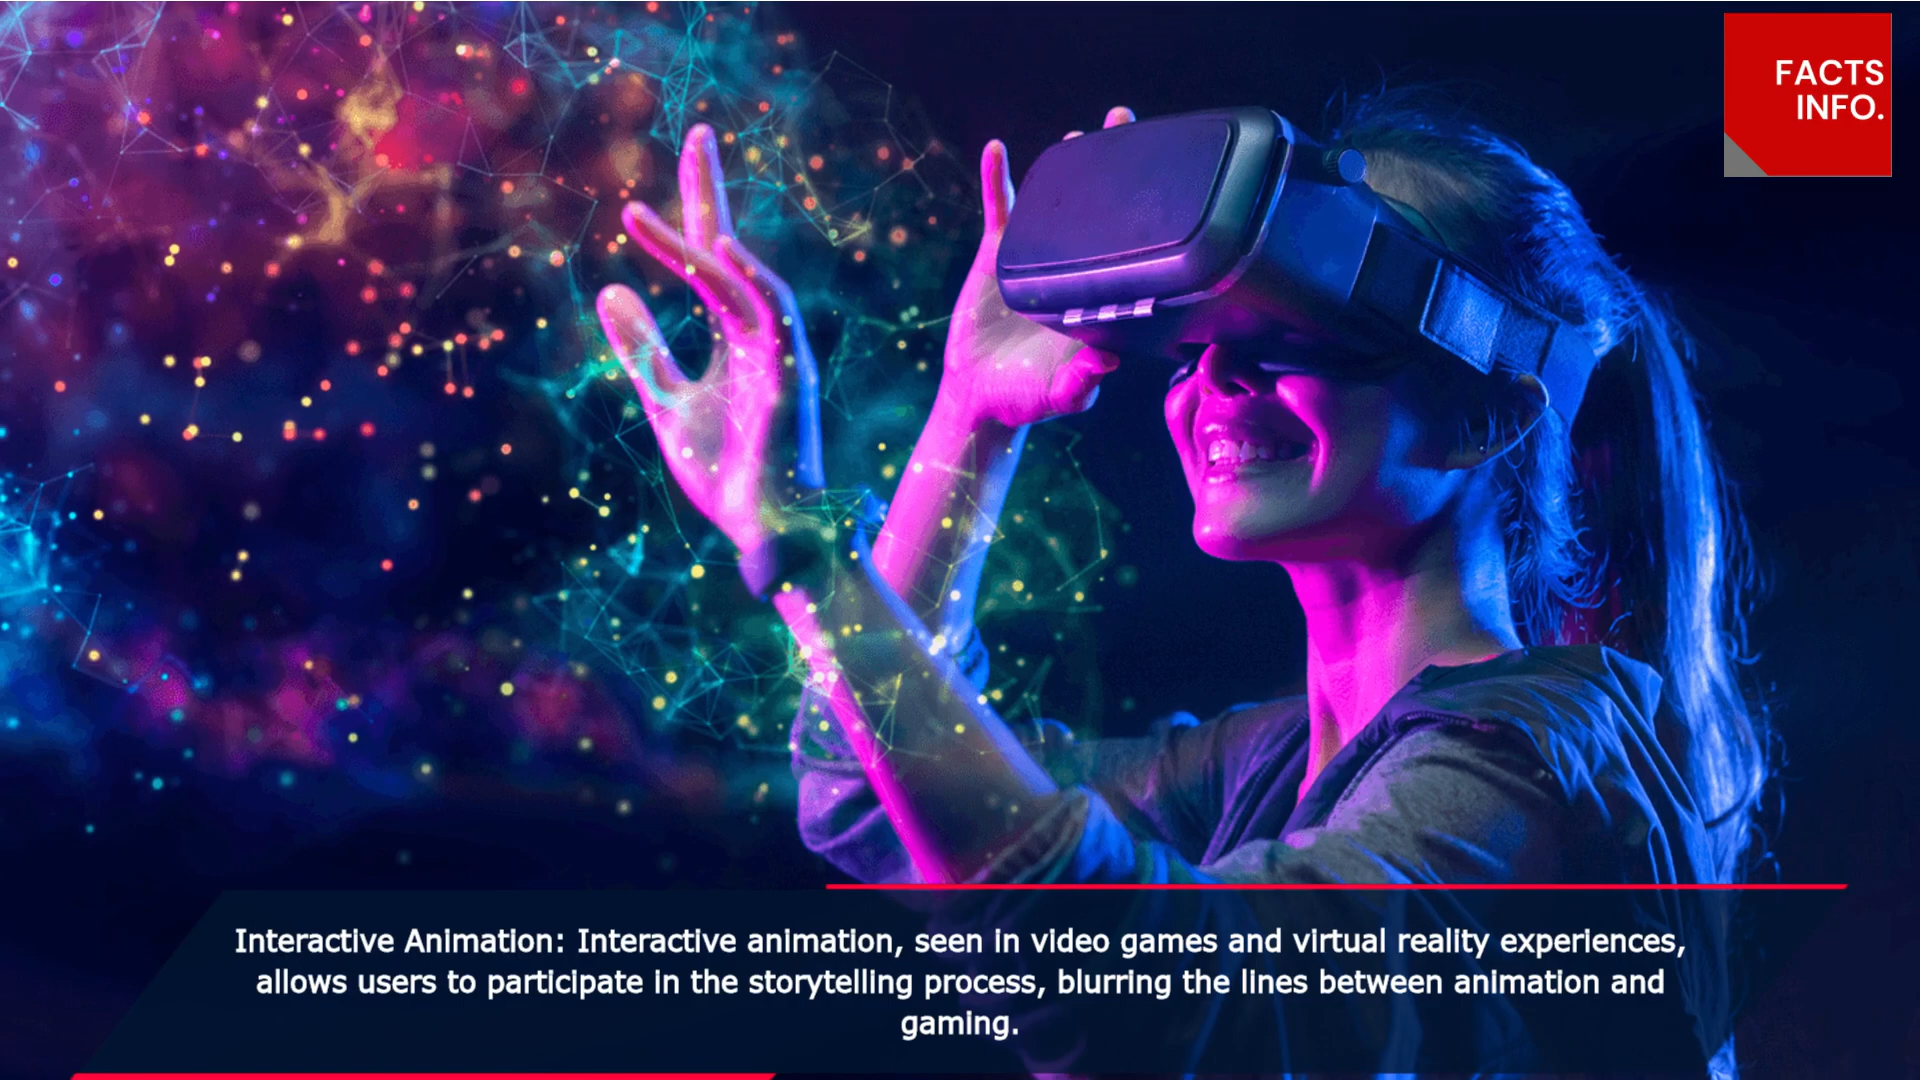 FACTS
INFO.
Interactive Animation: Interactive animation, seen in video games and virtual reality experiences,
allows users to participate in the storytelling process, blurring the lines between animation and
gaming.